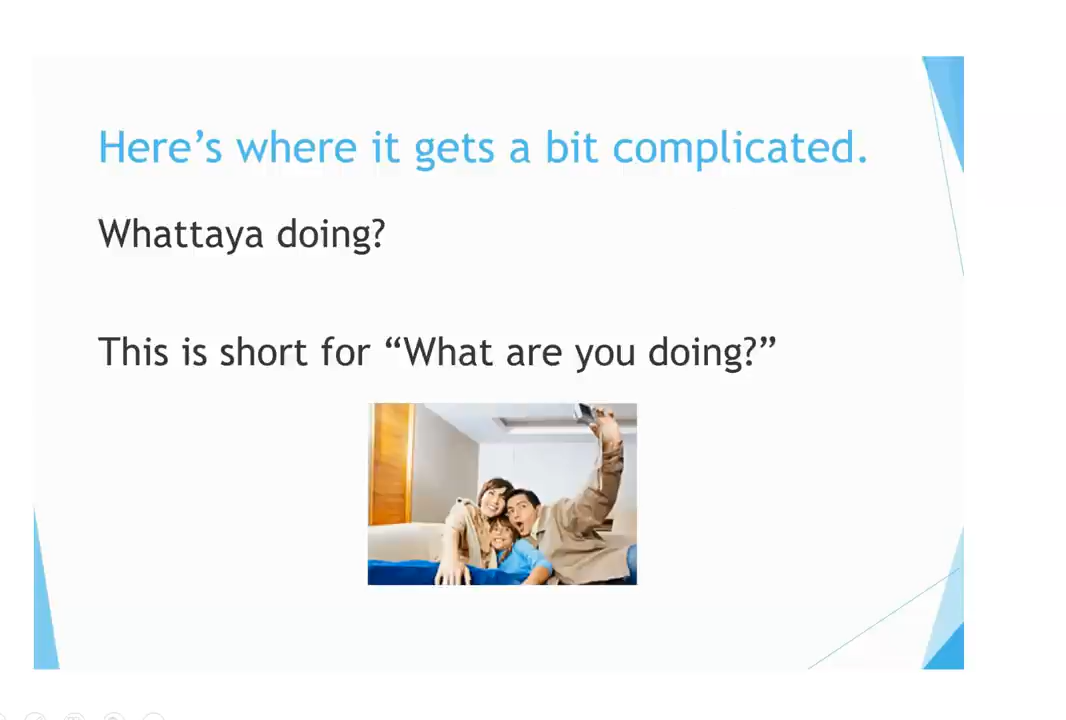 Here’s where it gets a bit complicated.
Whattaya doing?
This is short for “What are you doing?”